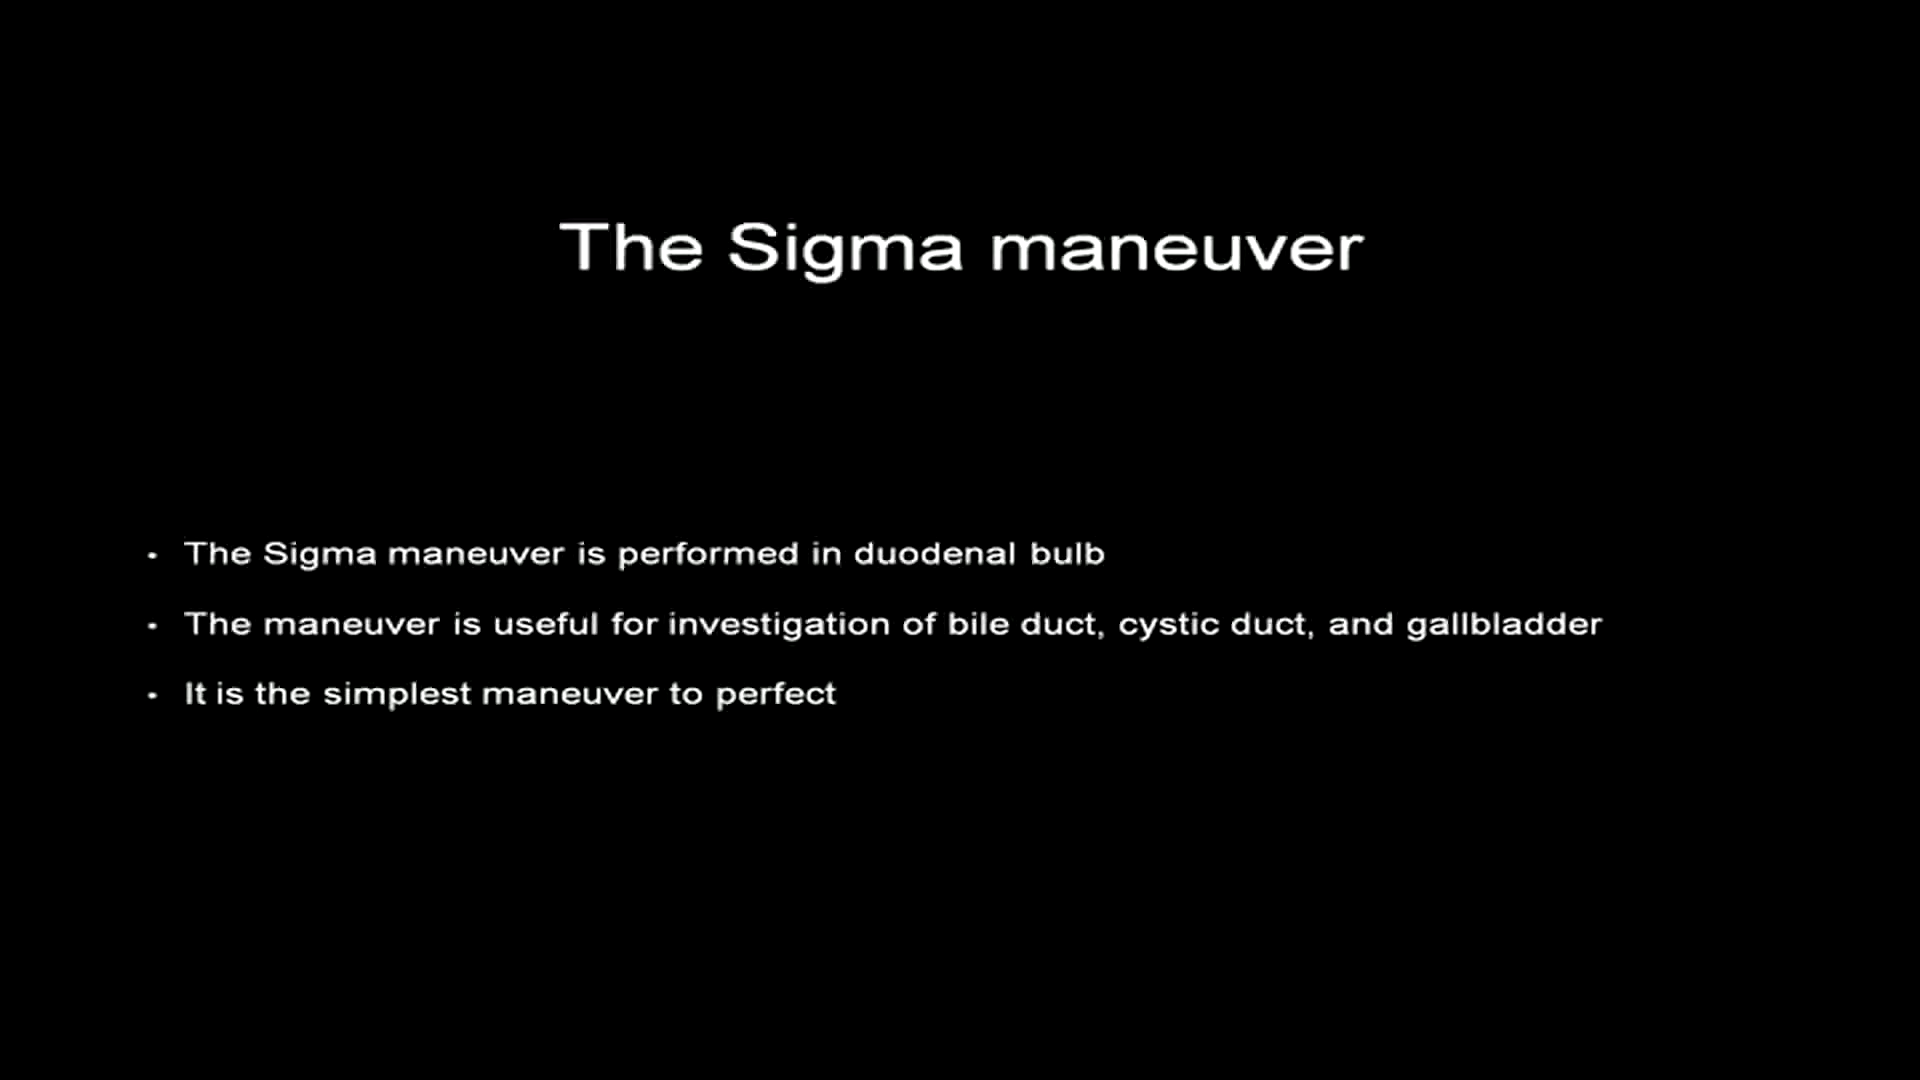 The Sigma maneuver
• The Sigma maneuver is performed in duodenal bulb
• The maneuver is useful for investigation of bile duct, cystic duct, and gallbladder
• It is the simplest maneuver to perfect